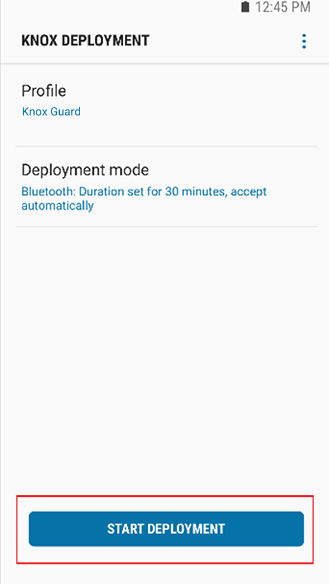 12:45 PM
KNOX DEPLOYMENT
Profile
Knox Guard
Deployment mode
Bluetooth: Duration set for 30 minutes, accept
automatically
START DEPLOYMENT